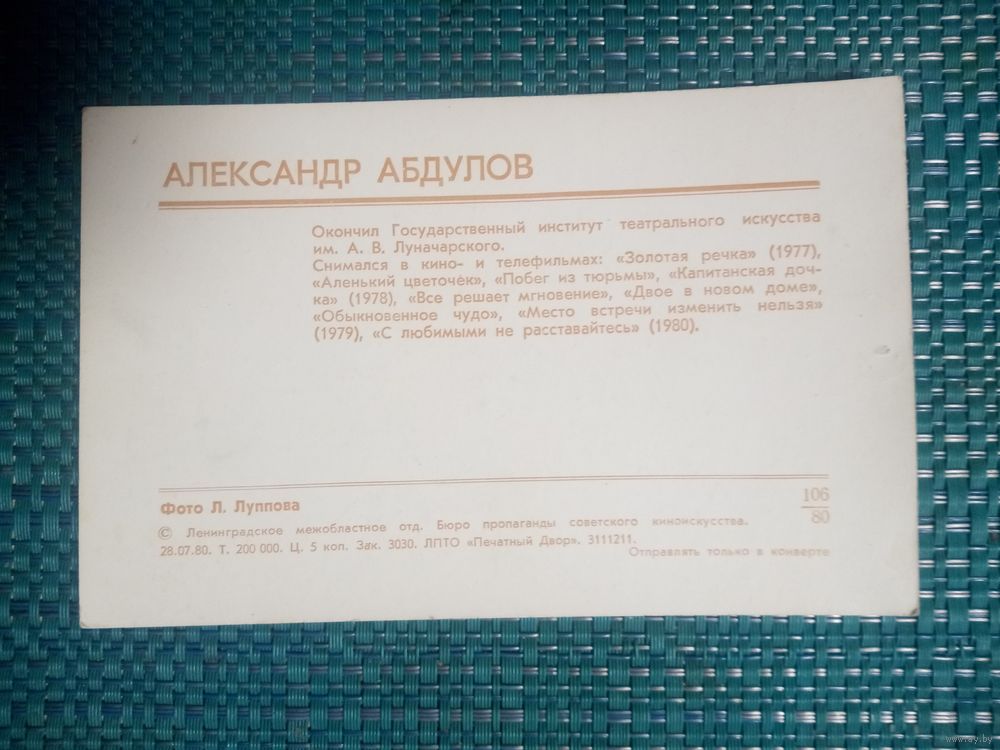 АЛЕКСАНДР АБДУЛОВ
Окончил Государственный институт театрального искусства
им. А. В. Луначарского.
Снимался в кино- и телефильмах: «Золотая речка» (1977),
«Аленький цветочек», «Побег из тюрьмы», «Капитанская доч-
ка» (1978), «Все решает мгновение», «Двое в новом доме»,
«Обыкновенное чудо», «Место встречи изменить нельзя»
(1979), «С любимыми не расставайтесь» (1980).
Фото Л. Луппова
106
80
© Ленинградское межобластное отд. Бюро пропаганды советского киноискусства.
28.07.80. Т. 200 000. Ц. 5 коп. Зак. 3030. ЛПТО «Печатный Двор». 3111211.
Отправлять только в конверте
www.ay.by